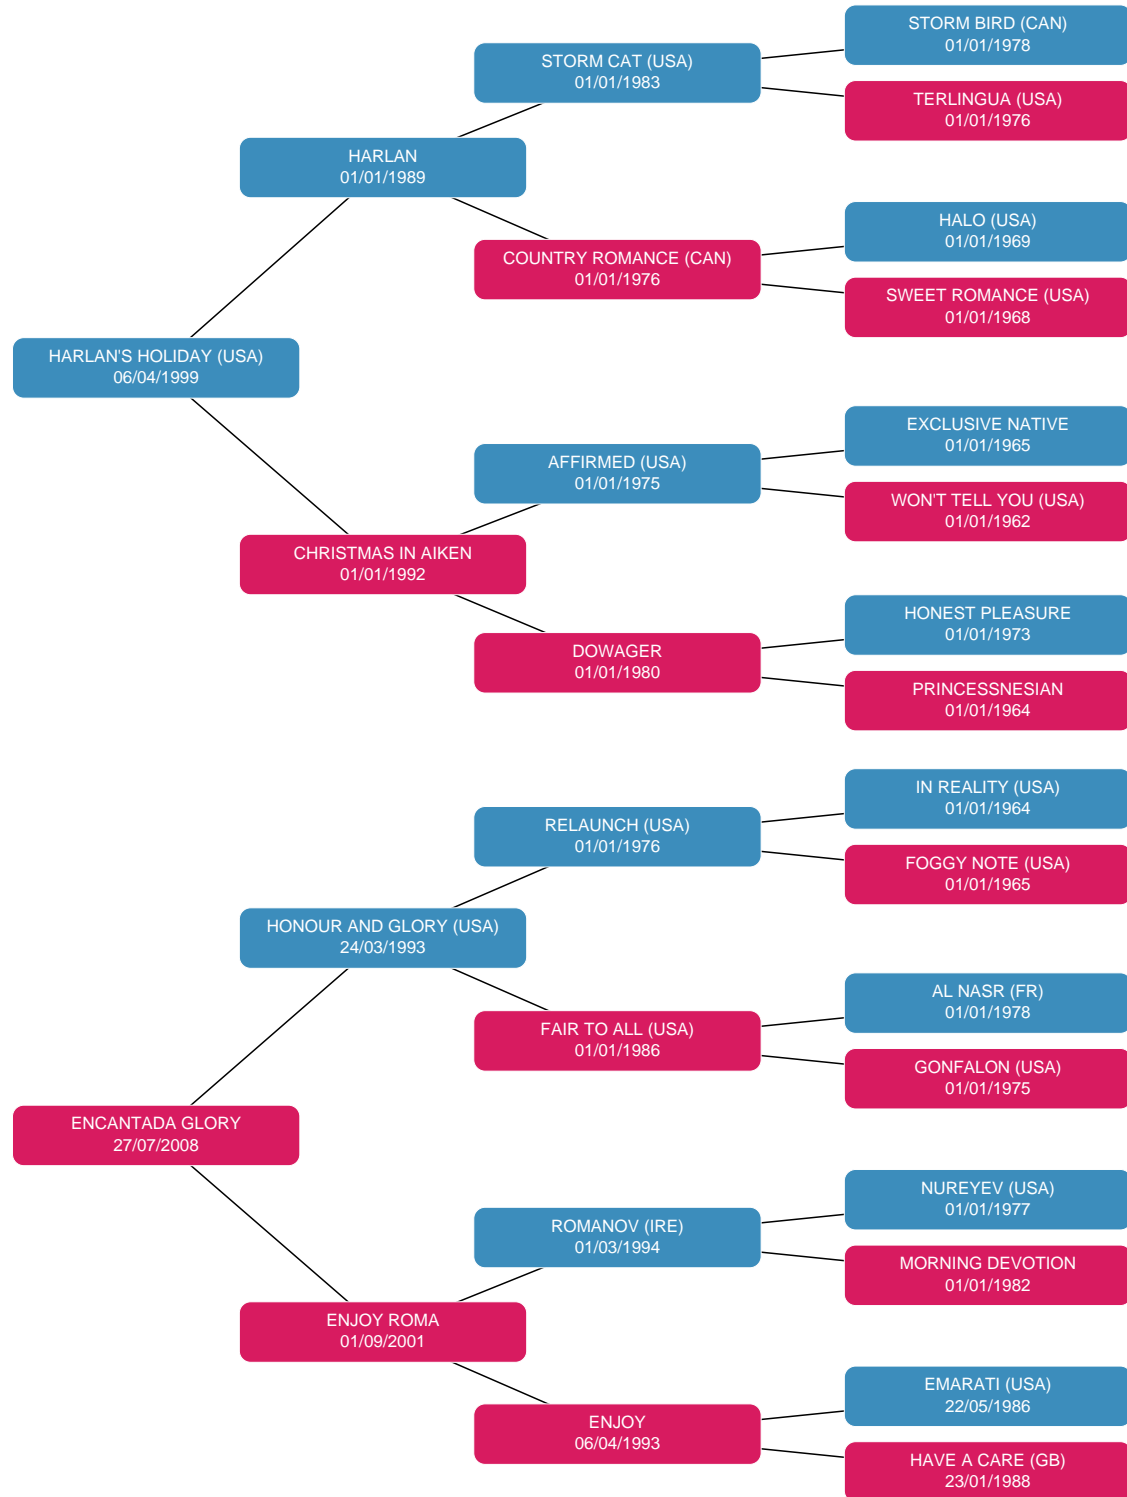 STORM BIRD (CAN)
01/01/1978
STORM CAT (USA)
01/01/1983
TERLINGUA (USA)
01/01/1976
HARLAN
01/01/1989
HALO (USA)
01/01/1969
COUNTRY ROMANCE (CAN)
01/01/1976
SWEET ROMANCE (USA)
01/01/1968
HARLAN'S HOLIDAY (USA)
06/04/1999
EXCLUSIVE NATIVE
01/01/1965
AFFIRMED (USA)
01/01/1975
WON'T TELL YOU (USA)
01/01/1962
CHRISTMAS IN AIKEN
01/01/1992
HONEST PLEASURE
01/01/1973
DOWAGER
01/01/1980
PRINCESSNESIAN
01/01/1964
IN REALITY (USA)
01/01/1964
RELAUNCH (USA)
01/01/1976
FOGGY NOTE (USA)
01/01/1965
HONOUR AND GLORY (USA)
24/03/1993
AL NASR (FR)
01/01/1978
FAIR TO ALL (USA)
01/01/1986
GONFALON (USA)
01/01/1975
ENCANTADA GLORY
27/07/2008
NUREYEV (USA)
01/01/1977
ROMANOV (IRE)
01/03/1994
MORNING DEVOTION
01/01/1982
ENJOY ROMA
01/09/2001
EMARATI (USA)
22/05/1986
ENJOY
06/04/1993
HAVE A CARE (GB)
23/01/1988